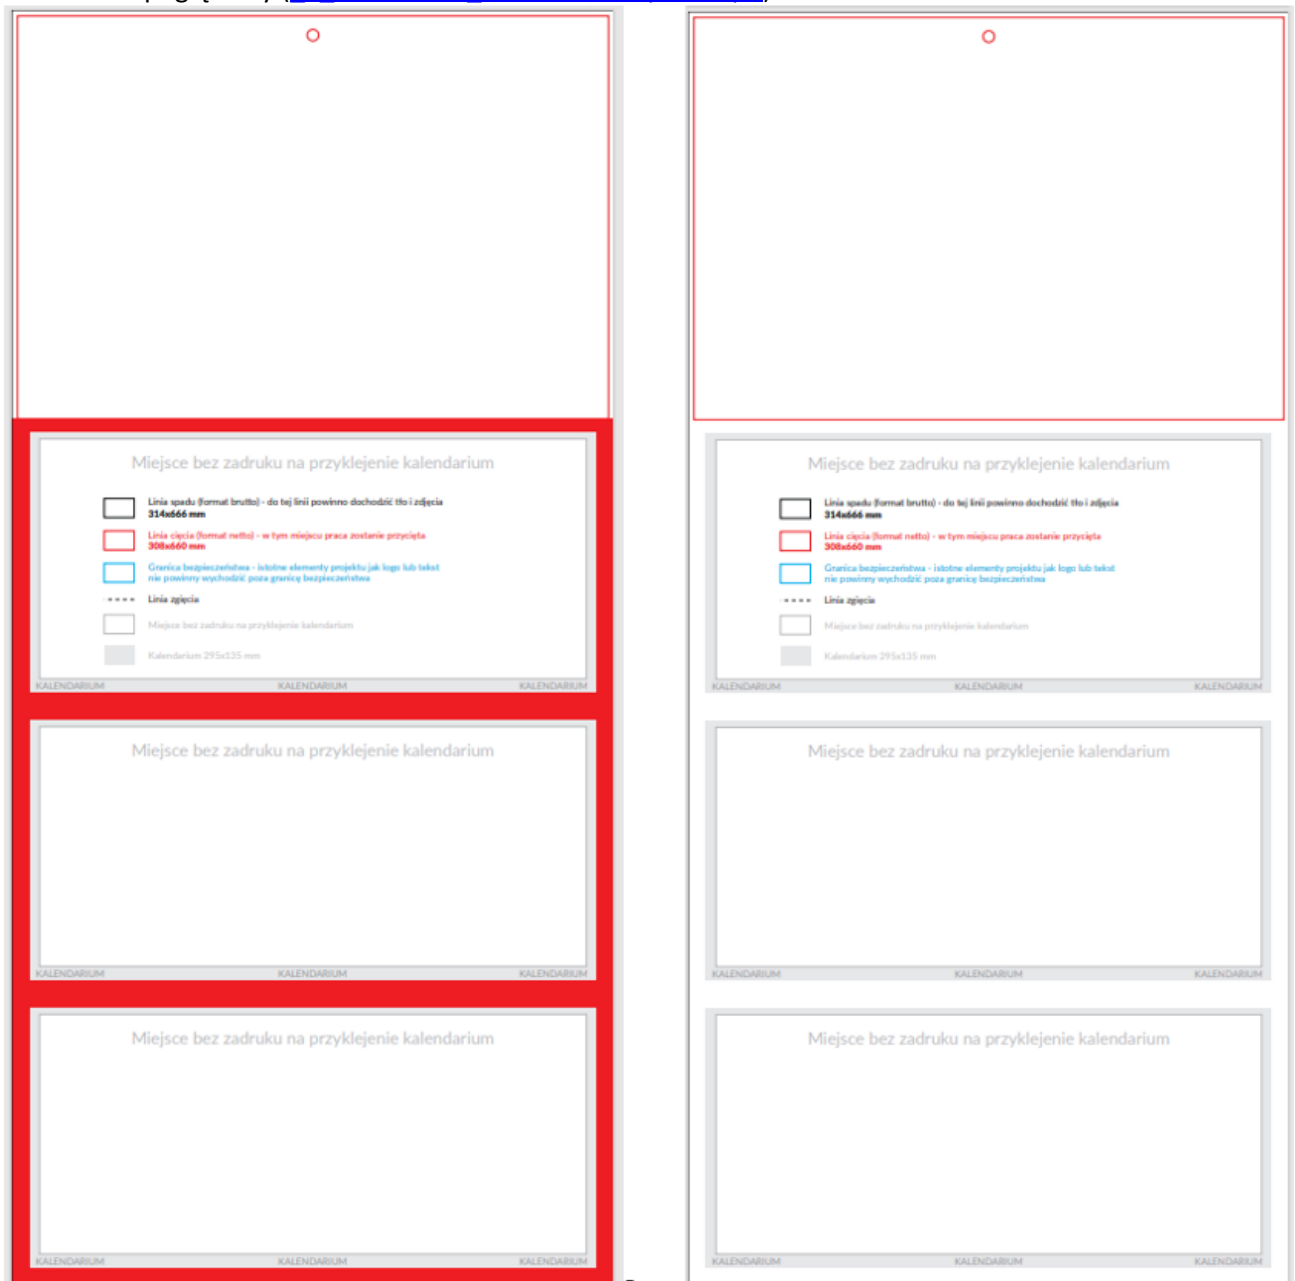 Miejsce bez zadruku na przyklejenie kalendarium
Linia spadu (format brutto) - do tej linii powinno dochodzić tło i zdjęcia
314x666 mm
Linia cięcia (format netto) - w tym miejscu praca zostanie przycięta
308x660 mm
Granica bezpieczeństwa - istotne elementy projektu jak logo lub tekst
nie powinny wychodzić poza granicę bezpieczeństwa
Linia zgięcia
Miejsce bez zadruku na przyklejenie kalendarium
Kalendarium 295x135 mm
KALENDARIUM KALENDARIUM KALENDARIUM
Miejsce bez zadruku na przyklejenie kalendarium
KALENDARIUM KALENDARIUM KALENDARIUM
Miejsce bez zadruku na przyklejenie kalendarium
KALENDARIUM KALENDARIUM KALENDARIUM
Miejsce bez zadruku na przyklejenie kalendarium
Linia spadu (format brutto) - do tej linii powinno dochodzić tło i zdjęcia
314x666 mm
Linia cięcia (format netto) - w tym miejscu praca zostanie przycięta
308x660 mm
Granica bezpieczeństwa - istotne elementy projektu jak logo lub tekst
nie powinny wychodzić poza granicę bezpieczeństwa
Linia zgięcia
Miejsce bez zadruku na przyklejenie kalendarium
Kalendarium 295x135 mm
KALENDARIUM KALENDARIUM KALENDARIUM
Miejsce bez zadruku na przyklejenie kalendarium
KALENDARIUM KALENDARIUM KALENDARIUM
Miejsce bez zadruku na przyklejenie kalendarium
KALENDARIUM KALENDARIUM KALENDARIUM